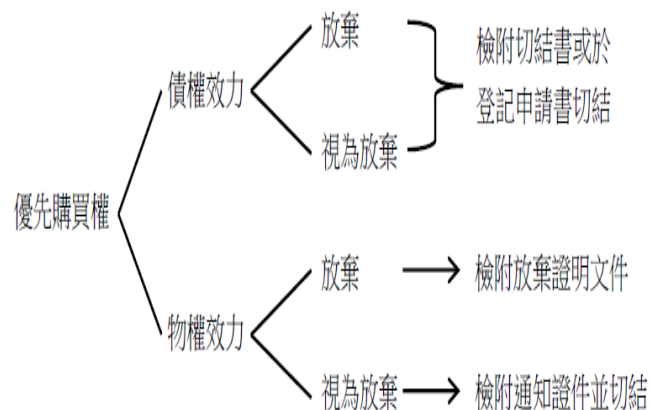 優先購買權
債權效力
放棄
視為放棄
檢附切結書或於
登記申請書切結
物權效力
放棄
檢附放棄證明文件
視為放棄
檢附通知證件並切結